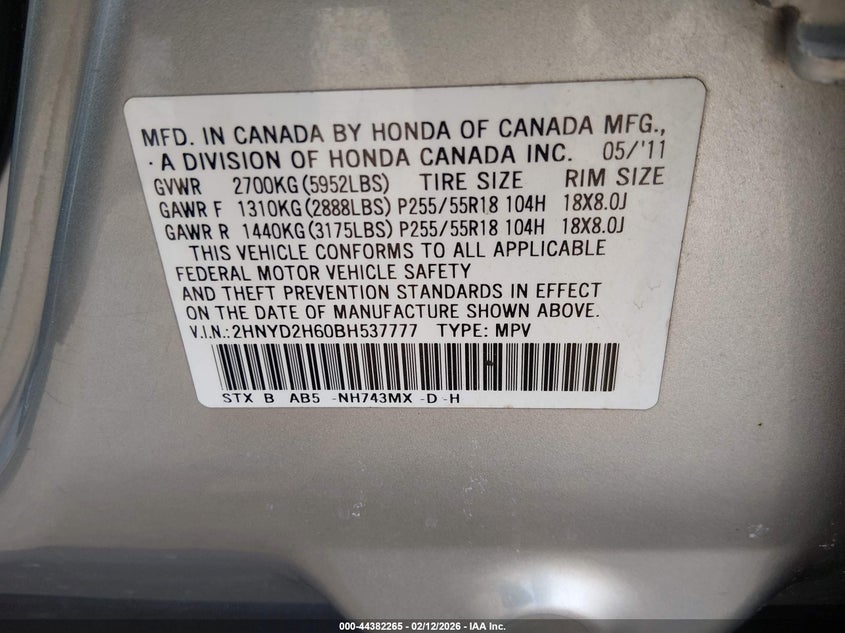 MFD. IN CANADA BY HONDA OF CANADA MFG.,
· A DIVISION OF HONDA CANADA INC. 05/'11
GVWR 2700KG (5952LBS) TIRE SIZE RIM SIZE
GAWR F 1310KG (2888LBS) P255/55R18 104H 18X8.0J
GAWR R 1440KG (3175LBS) P255/55R18 104H 18X8.0J
THIS VEHICLE CONFORMS TO ALL APPLICABLE
FEDERAL MOTOR VEHICLE SAFETY
AND THEFT PREVENTION STANDARDS IN EFFECT
ON THE DATE OF MANUFACTURE SHOWN ABOVE.
V.I.N.: 2HNYD2H60BH537777 TYPE: MPV
STX B AB5 -NH743MX -D -H
000-44382265 - 02/12/2026 - IAA Inc.